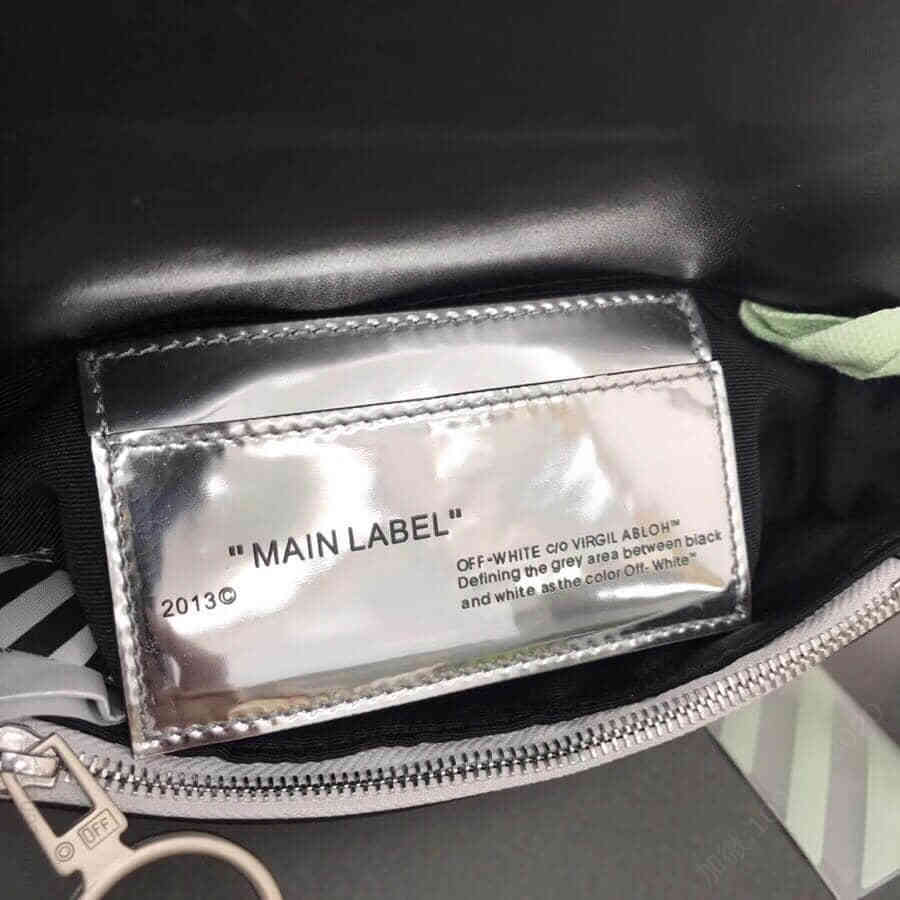 "MAIN LABEL"
2013©
OFF-WHITE c/o VIRGIL ABLOH™
Defining the grey area between black
and white as the color Off- White™
OFF